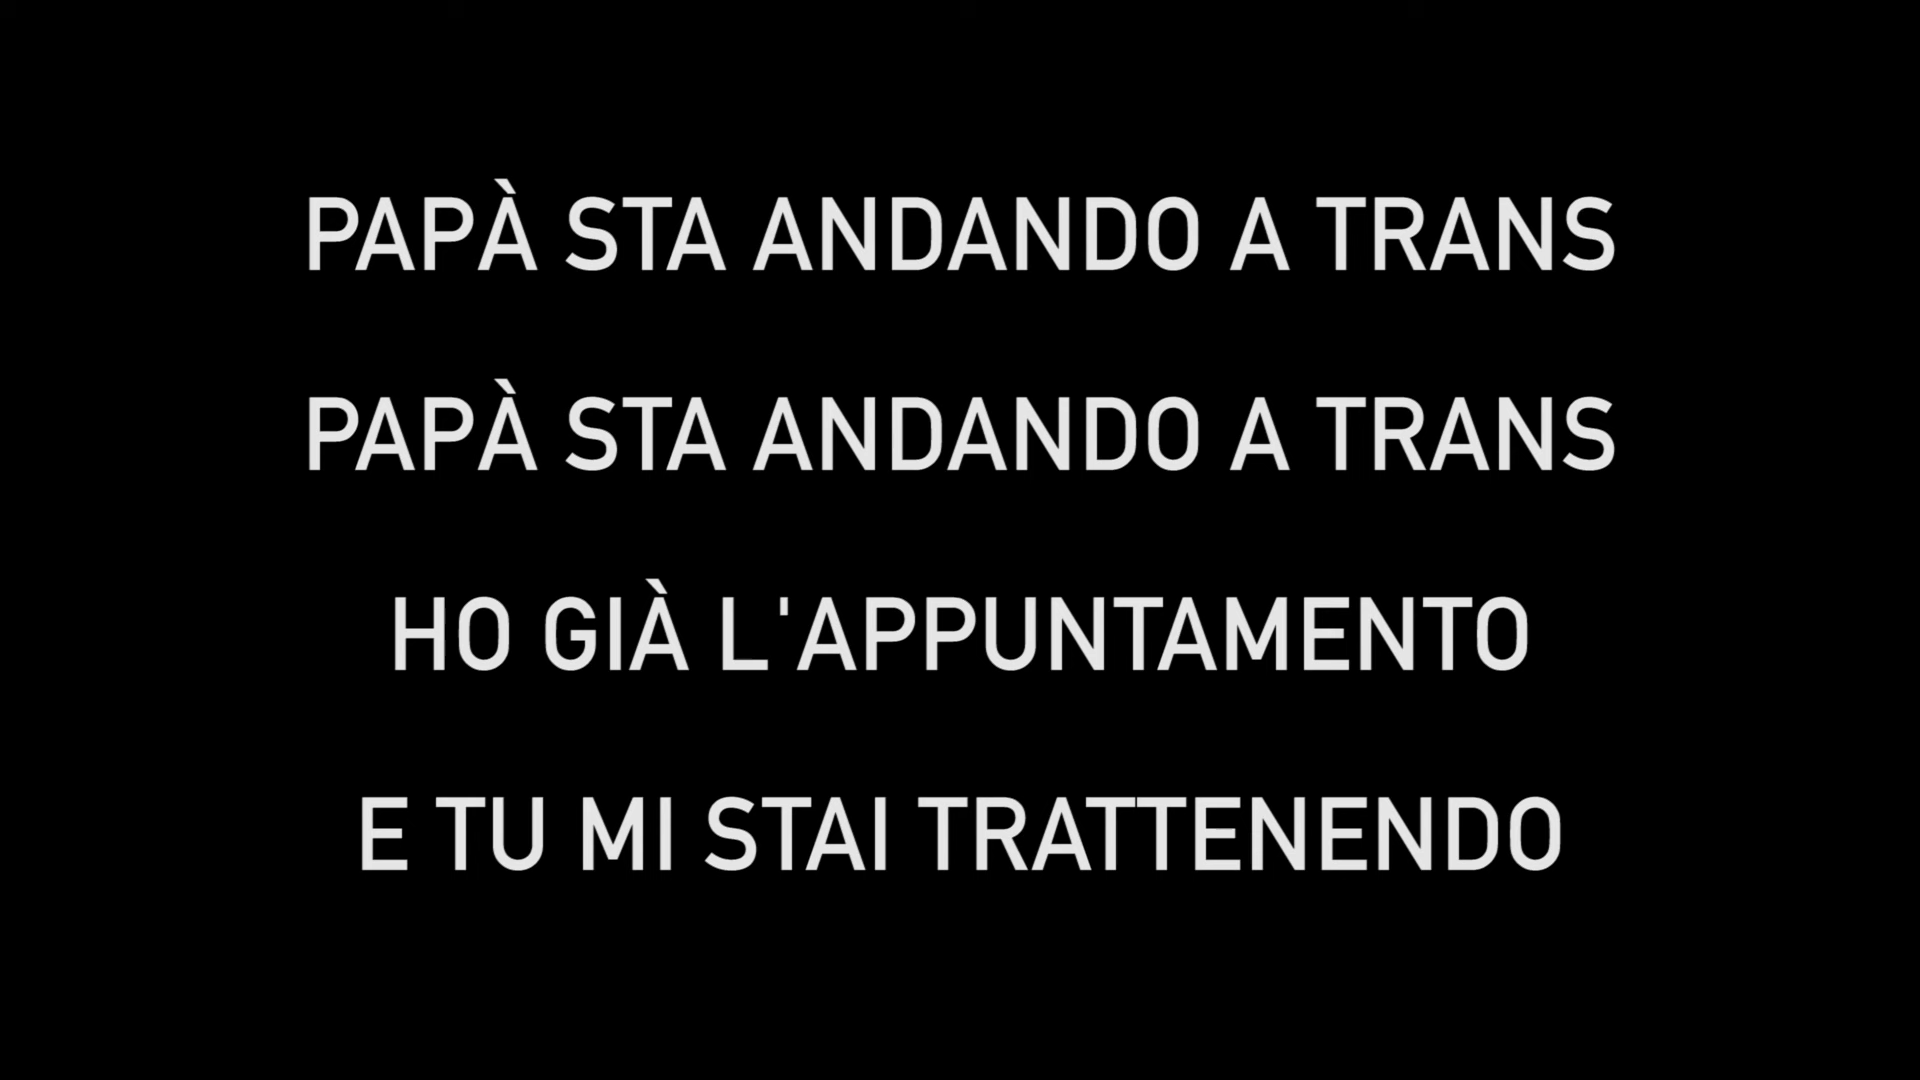 PAPÀ STA ANDANDO A TRANS
PAPÀ STA ANDANDO A TRANS
HO GIÀ L'APPUNTAMENTO
E TU MI STAI TRATTENENDO